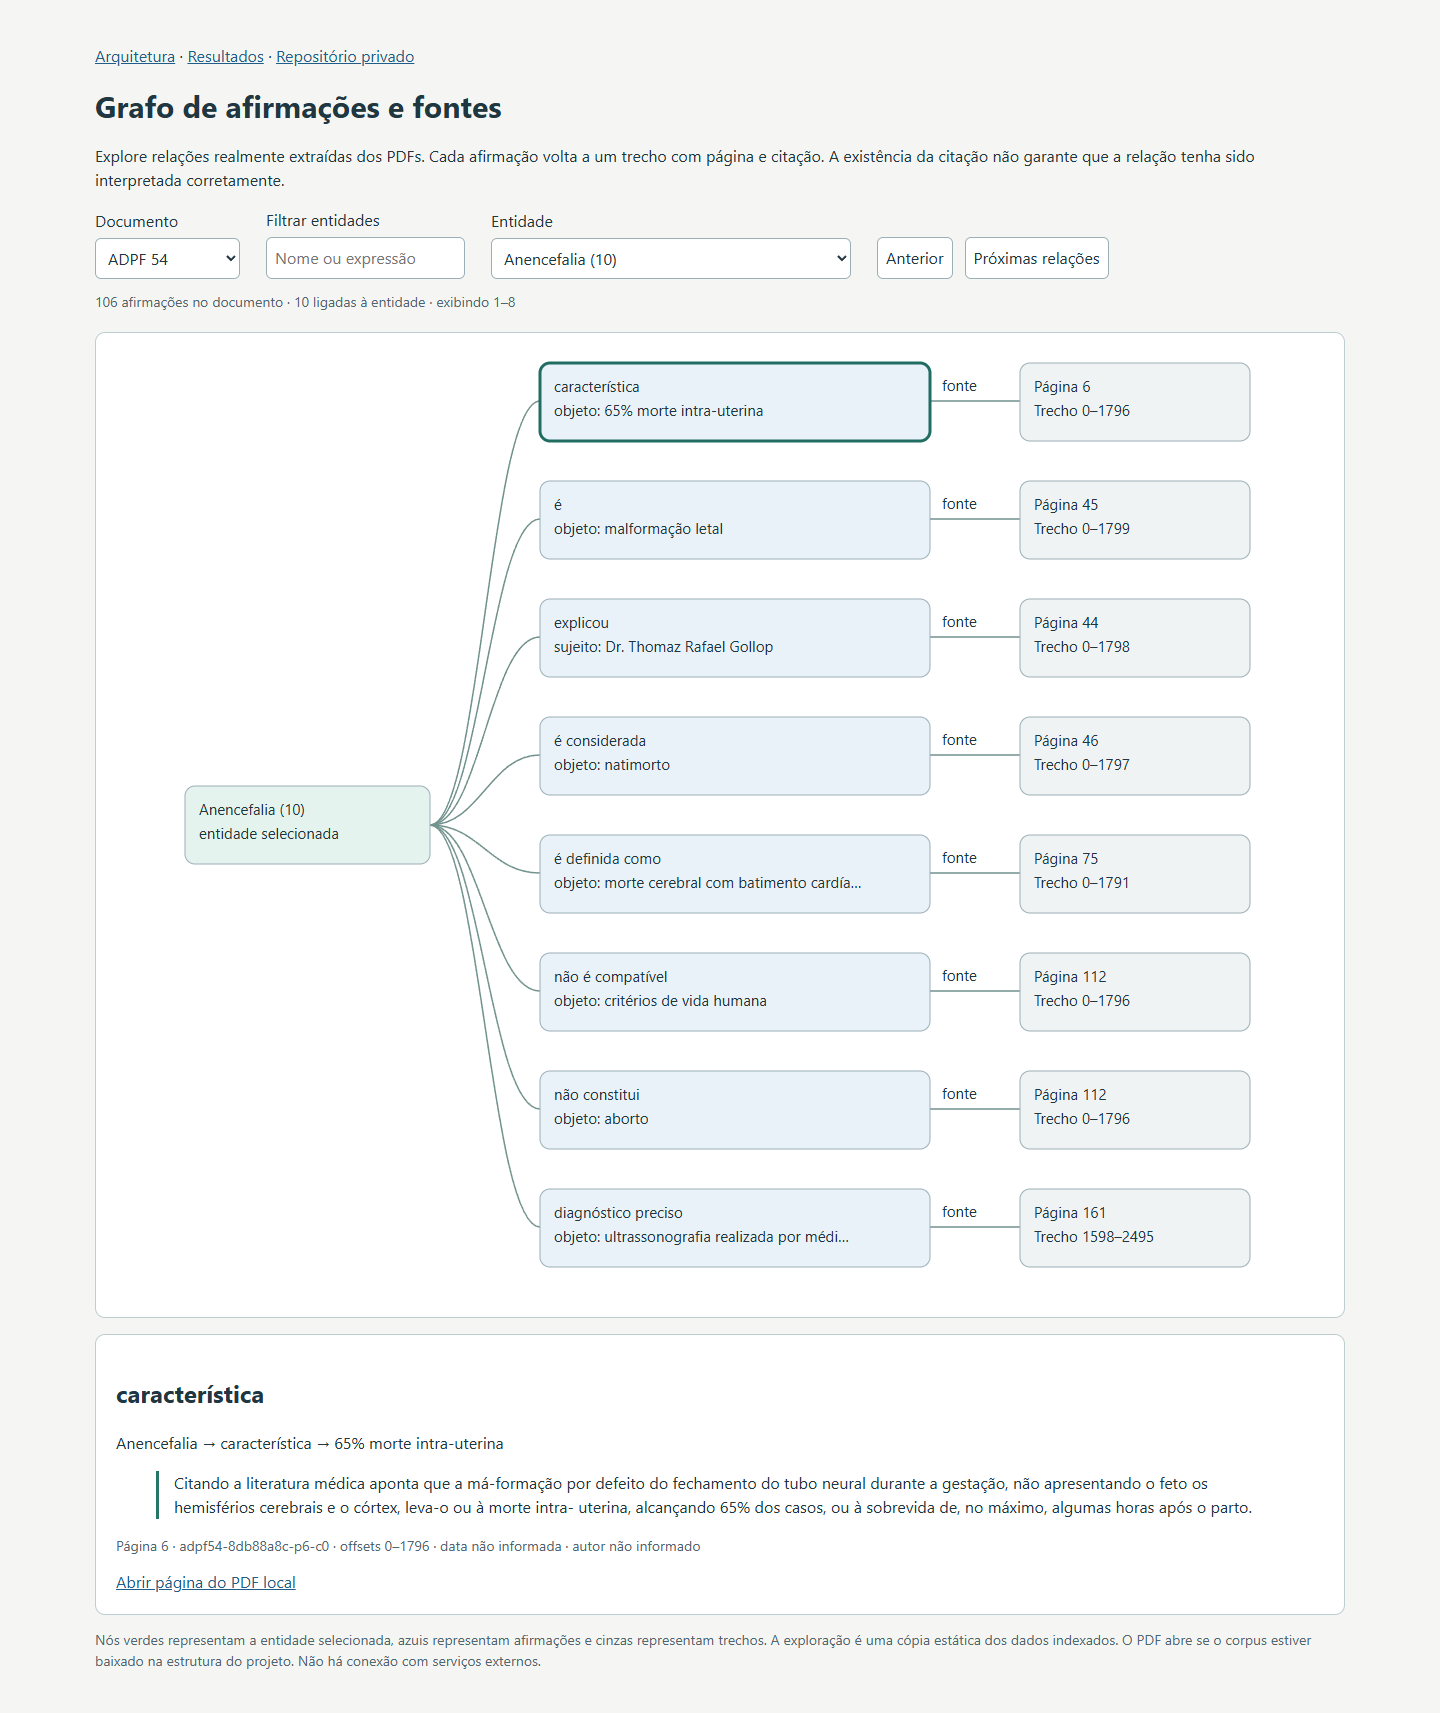 Arquitetura · Resultados · Repositório privado
Grafo de afirmações e fontes
Explore relações realmente extraídas dos PDFs. Cada afirmação volta a um trecho com página e citação. A existência da citação não garante que a relação tenha sido
interpretada corretamente.
Documento
Filtrar entidades
Entidade
ADPF 54
Nome ou expressão
Anencefalia (10)
Anterior
Próximas relações
106 afirmações no documento · 10 ligadas à entidade · exibindo 1–8
característica
objeto: 65% morte intra-uterina
fonte
Página 6
Trecho 0–1796
é
objeto: malformação letal
fonte
Página 45
Trecho 0–1799
explicou
sujeito: Dr. Thomaz Rafael Gollop
fonte
Página 44
Trecho 0–1798
é considerada
objeto: natimorto
fonte
Página 46
Trecho 0–1797
Anencefalia (10)
entidade selecionada
é definida como
objeto: morte cerebral com batimento cardía...
fonte
Página 75
Trecho 0–1791
não é compatível
objeto: critérios de vida humana
fonte
Página 112
Trecho 0–1796
não constitui
objeto: aborto
fonte
Página 112
Trecho 0–1796
diagnóstico preciso
objeto: ultrassonografia realizada por médi...
fonte
Página 161
Trecho 1598–2495
característica
Anencefalia → característica → 65% morte intra-uterina
Citando a literatura médica aponta que a má-formação por defeito do fechamento do tubo neural durante a gestação, não apresentando o feto os
hemisférios cerebrais e o córtex, leva-o ou à morte intra- uterina, alcançando 65% dos casos, ou à sobrevida de, no máximo, algumas horas após o parto.
Página 6 · adpf54-8db88a8c-p6-c0 · offsets 0–1796 · data não informada · autor não informado
Abrir página do PDF local
Nós verdes representam a entidade selecionada, azuis representam afirmações e cinzas representam trechos. A exploração é uma cópia estática dos dados indexados. O PDF abre se o corpus estiver
baixado na estrutura do projeto. Não há conexão com serviços externos.